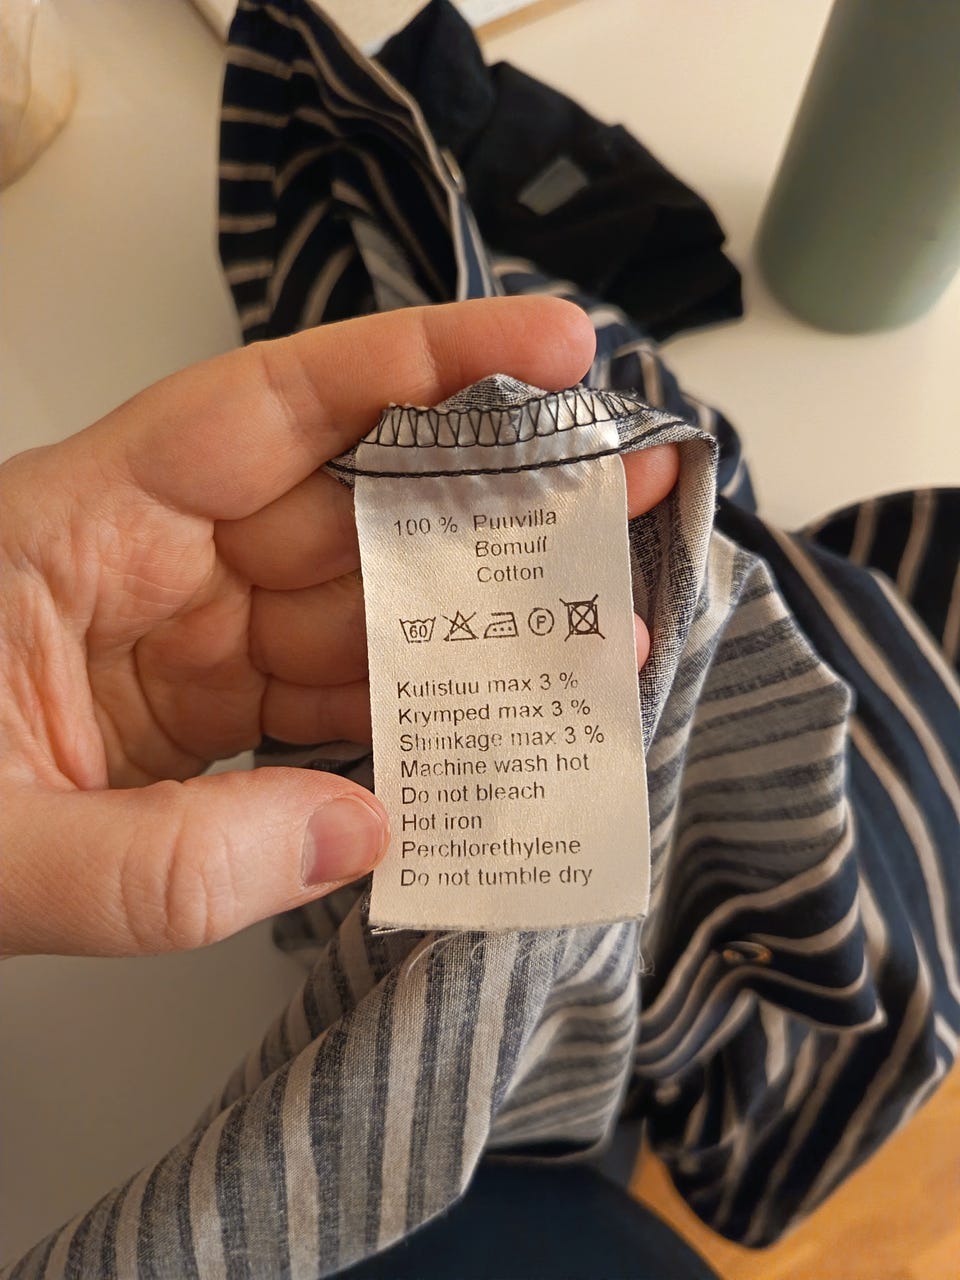 100 % Puuvilla
Bomull
Cotton
60 P
Kutistuu max 3 %
Krymped max 3 %
Shrinkage max 3 %
Machine wash hot
Do not bleach
Hot iron
Perchlorethylene
Do not tumble dry